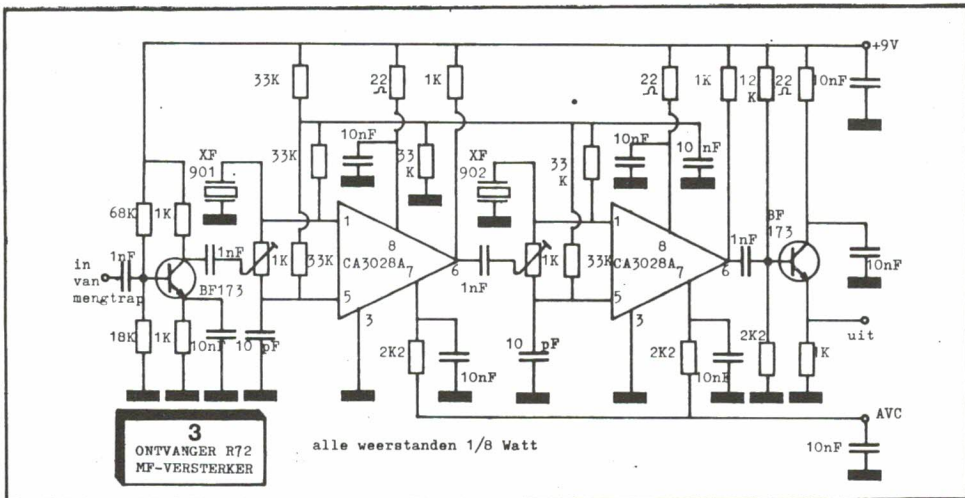 +9V
33K
22
Ω
1K
22
Ω
1K
12
K
22
Ω
10nF
10nF
10nF
10 nF
XF
901
33K
33
K
XF
902
33
K
68K
1K
1
8
1
8
BF
173
1nF
1nF
1K
33K
CA3028A
7
6
1nF
1K
33K
CA3028A
7
6
1nF
10nF
in
van
mengtrap
BF173
5
3
5
3
18K
1K
10nF
10 pF
2K2
10nF
10 pF
2K2
10nF
2K2
1K
uit
3
ONTVANGER R72
MF-VERSTERKER
alle weerstanden 1/8 Watt
AVC
10nF